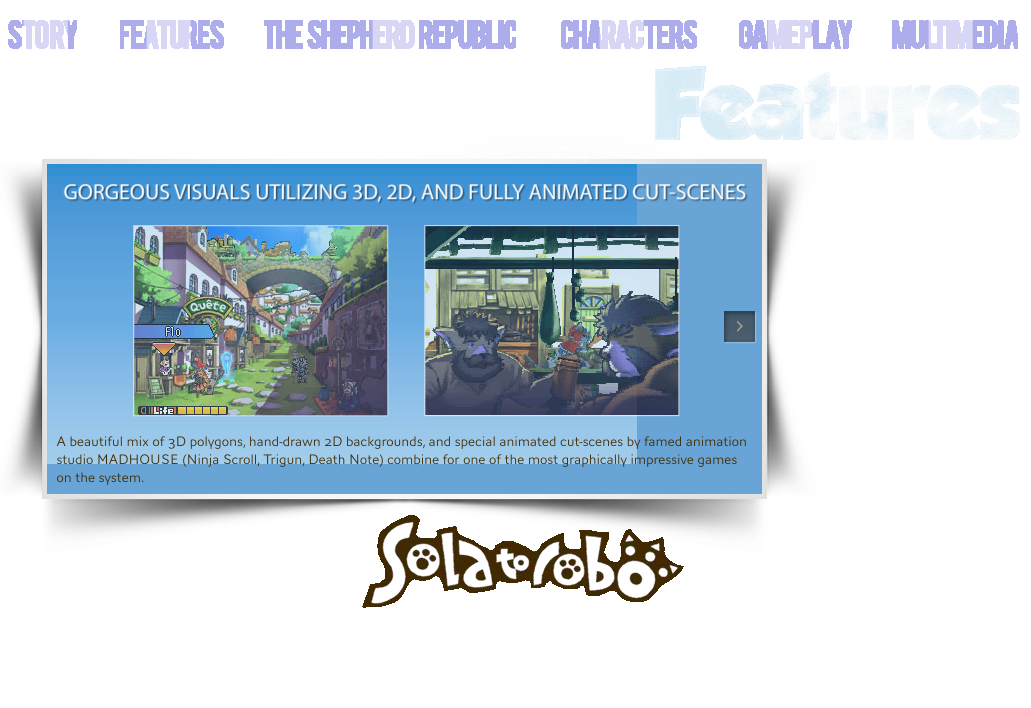 STORY FEATURES THE SHEPHERD REPUBLIC CHARACTERS GAMEPLAY MULTIMEDIA
Features
GORGEOUS VISUALS UTILIZING 3D, 2D, AND FULLY ANIMATED CUT-SCENES
Quête
Flo
Life
A beautiful mix of 3D polygons, hand-drawn 2D backgrounds, and special animated cut-scenes by famed animation
studio MADHOUSE (Ninja Scroll, Trigun, Death Note) combine for one of the most graphically impressive games
on the system.
Solatorobo